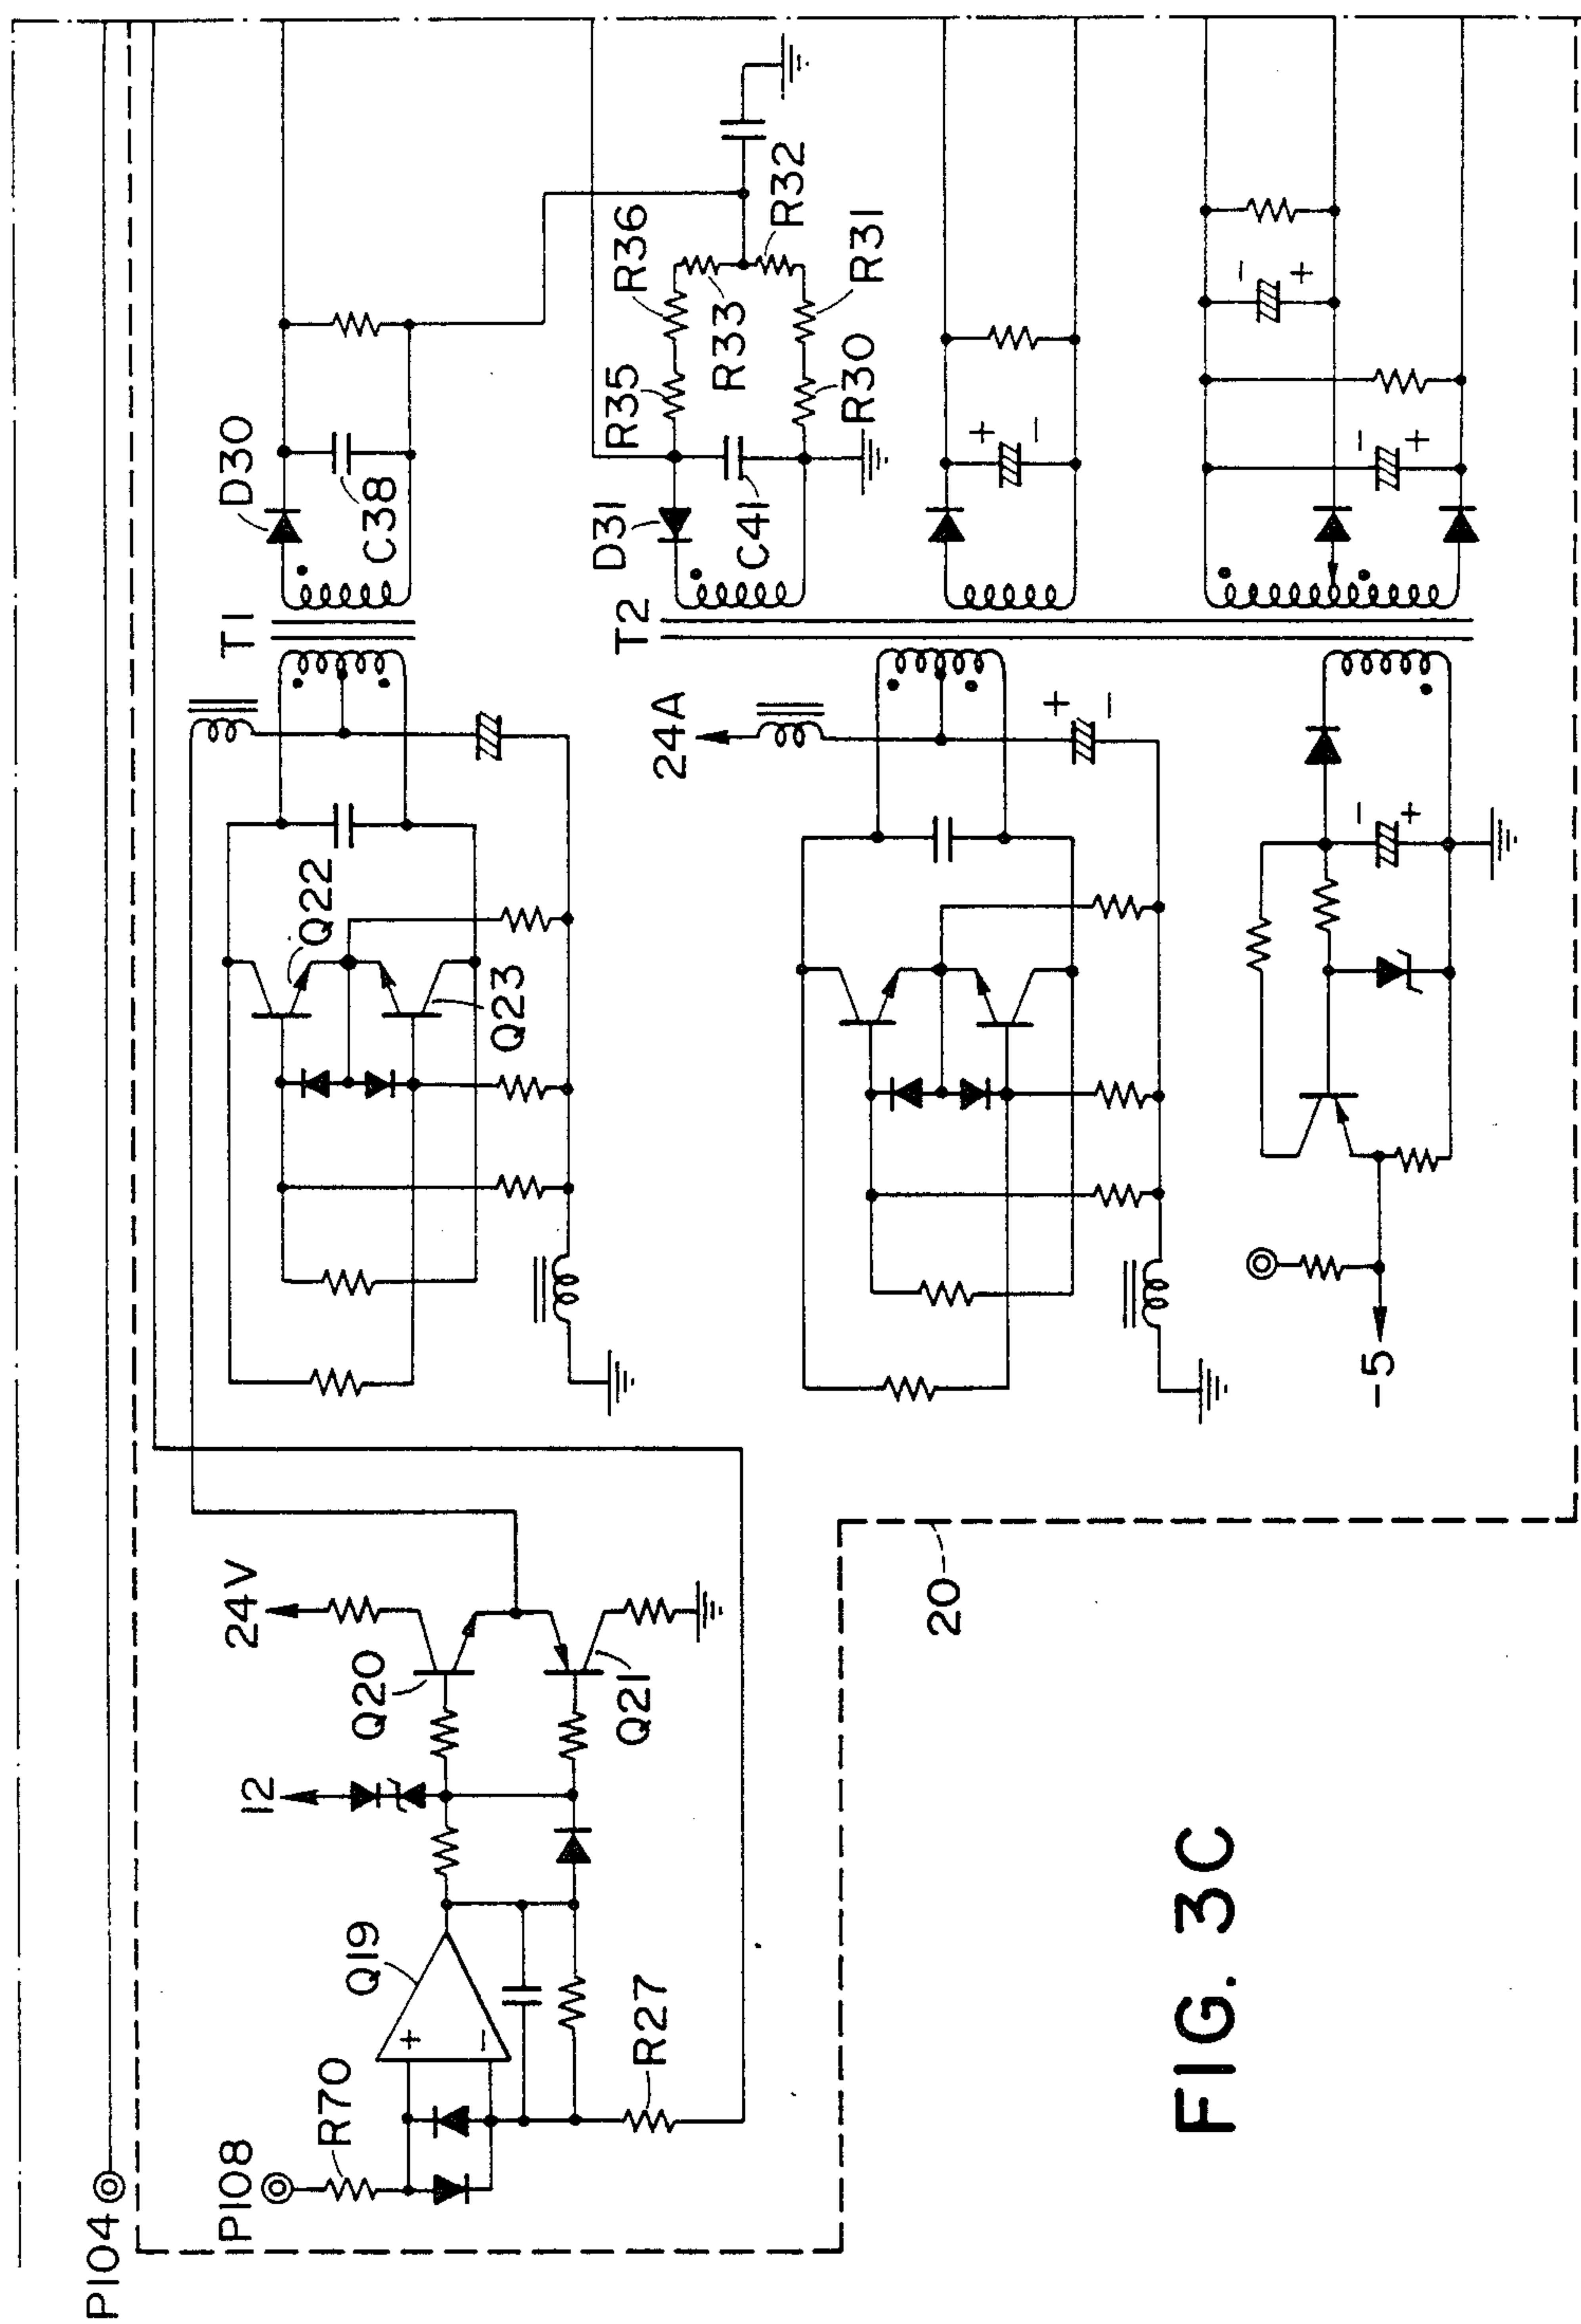 P104
P108
R70
Q19
+
−
R27
12
Q20
Q21
24V
20
Q22
Q23
T1
D30
C38
24A
+
−
T2
D31
C41
R35
R36
R33
R32
R30
R31
+
−
−
+
−
+
−
+
-5
FIG. 3C